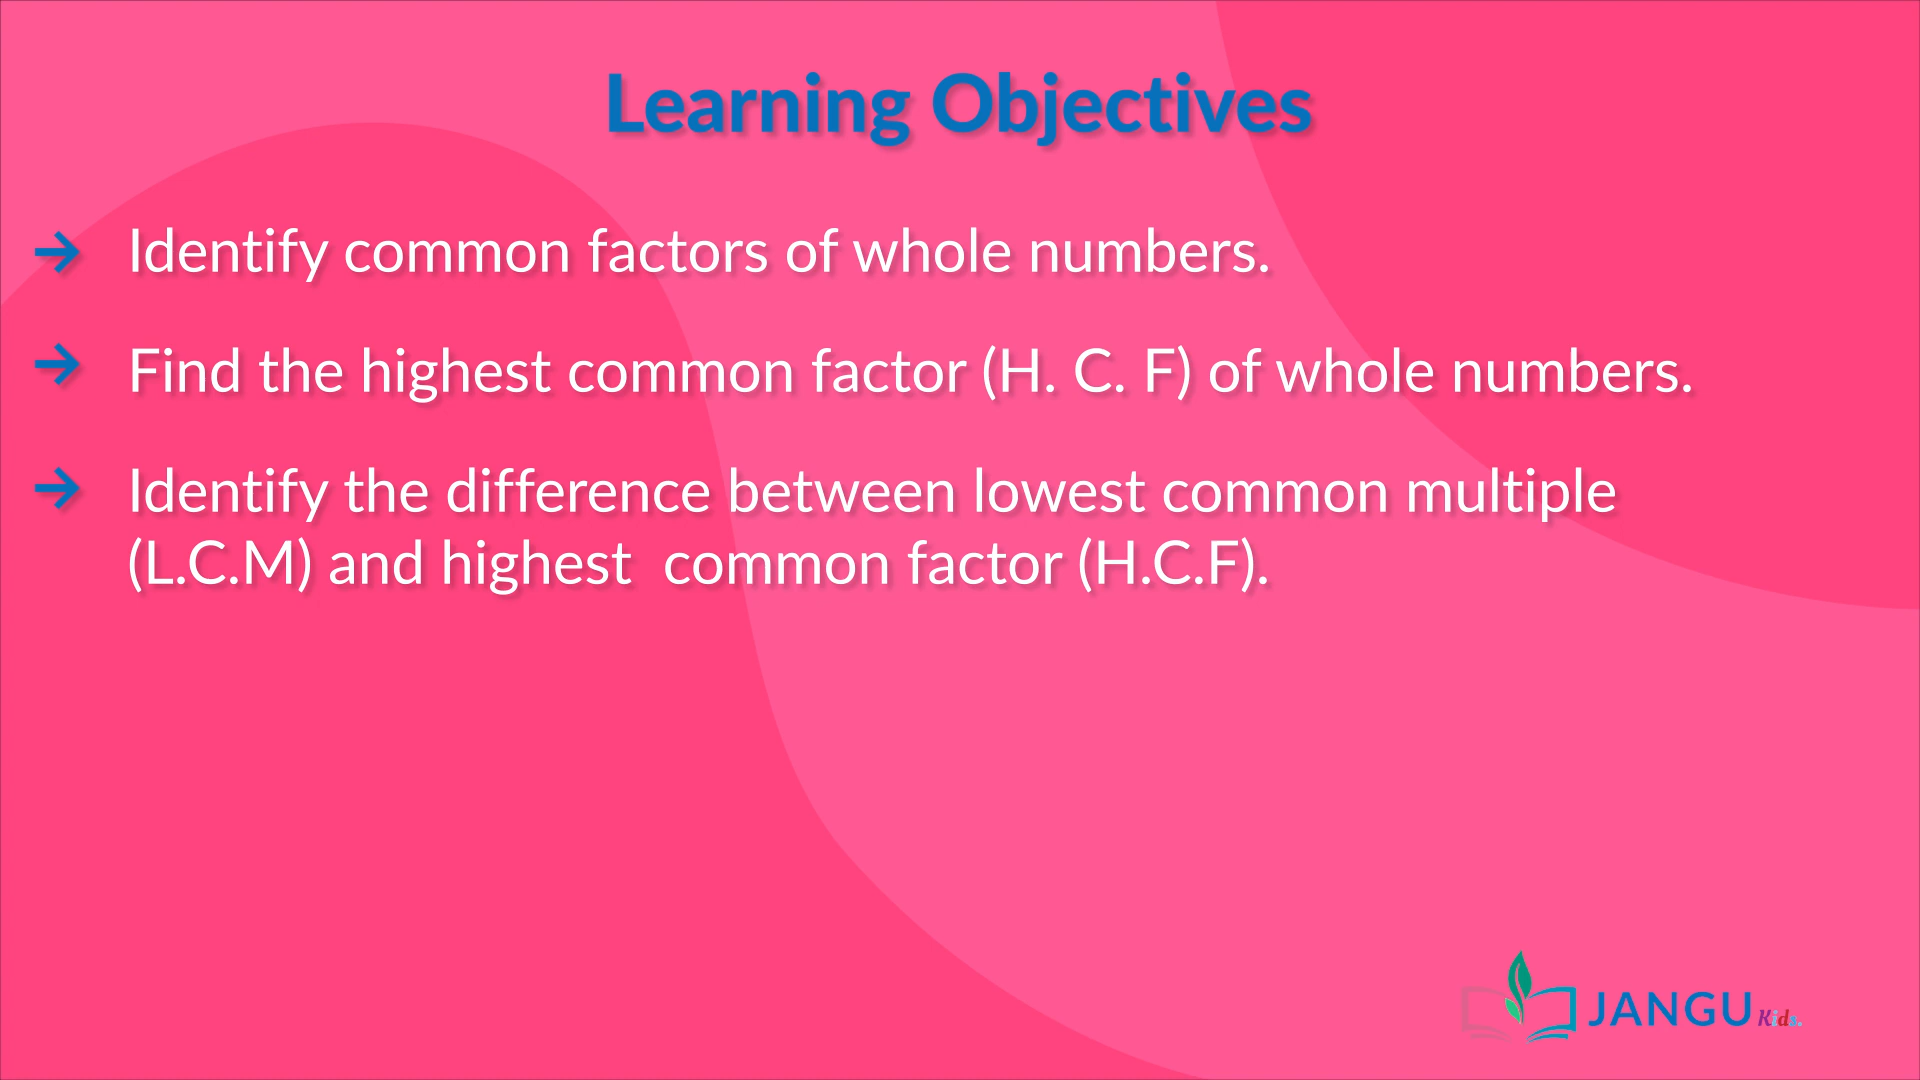 Learning Objectives
→ Identify common factors of whole numbers.
→ Find the highest common factor (H. C. F) of whole numbers.
→ Identify the difference between lowest common multiple
(L.C.M) and highest  common factor (H.C.F).
JANGU Kids.